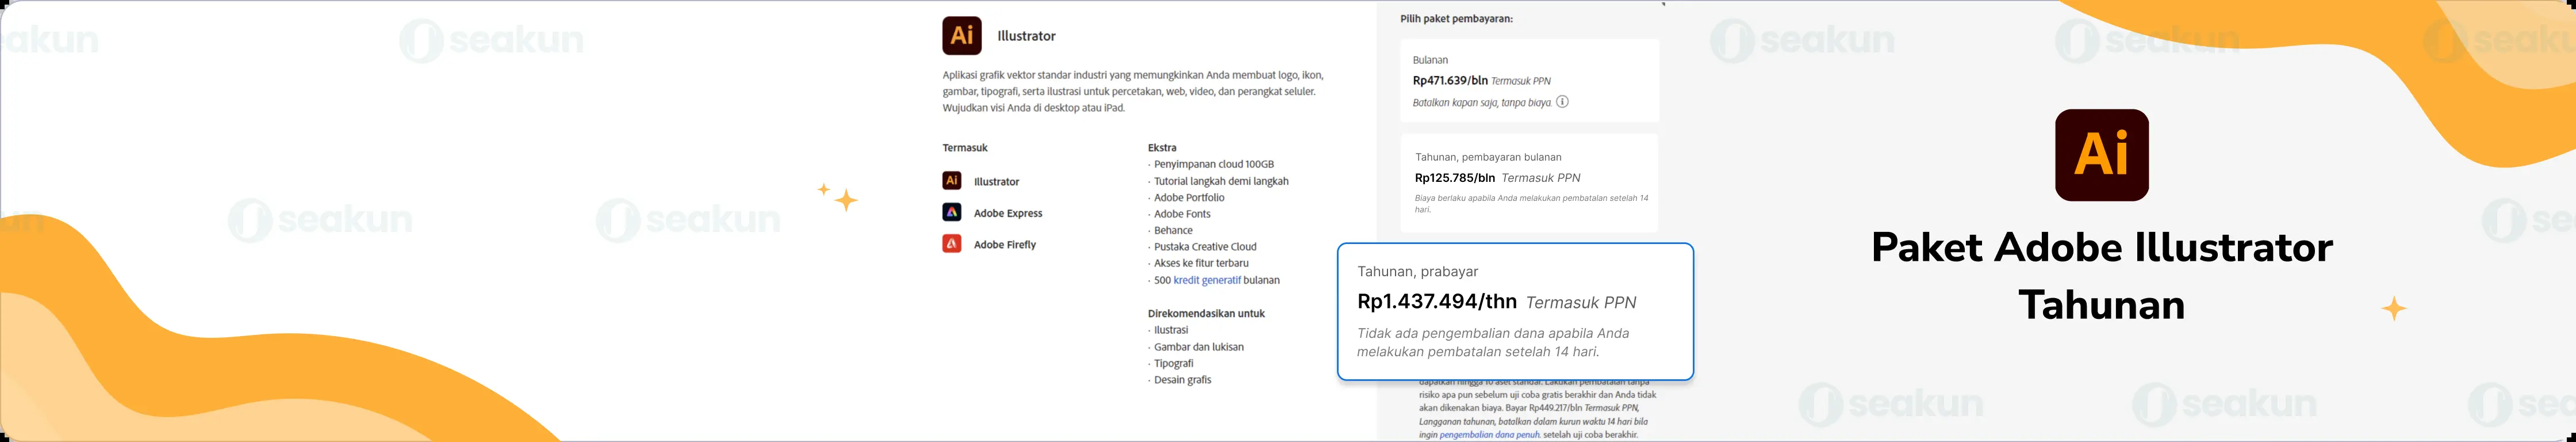 Ai Illustrator
Aplikasi grafik vektor standar industri yang memungkinkan Anda membuat logo, ikon,
gambar, tipografi, serta ilustrasi untuk percetakan, web, video, dan perangkat seluler.
Wujudkan visi Anda di desktop atau iPad.
Termasuk
Ai Illustrator
Adobe Express
Adobe Firefly
Ekstra
· Penyimpanan cloud 100GB
· Tutorial langkah demi langkah
· Adobe Portfolio
· Adobe Fonts
· Behance
· Pustaka Creative Cloud
· Akses ke fitur terbaru
· 500 kredit generatif bulanan
Direkomendasikan untuk
· Ilustrasi
· Gambar dan lukisan
· Tipografi
· Desain grafis
Pilih paket pembayaran:
Bulanan
Rp471.639/bln Termasuk PPN
Batalkan kapan saja, tanpa biaya.
Tahunan, pembayaran bulanan
Rp125.785/bln Termasuk PPN
Biaya berlaku apabila Anda melakukan pembatalan setelah 14
hari.
Tahunan, prabayar
Rp1.437.494/thn Termasuk PPN
Tidak ada pengembalian dana apabila Anda
melakukan pembatalan setelah 14 hari.
dapatkan hingga 10 aset standar. Lakukan pembatalan tanpa
risiko apa pun sebelum uji coba gratis berakhir dan Anda tidak
akan dikenakan biaya. Bayar Rp449.217/bln Termasuk PPN,
Langganan tahunan, batalkan dalam kurun waktu 14 hari bila
ingin pengembalian dana penuh. setelah uji coba berakhir.
Ai
Paket Adobe Illustrator
Tahunan
akun
seakun
seakun
seakun
seakun
seakun
seakun
seakun
seakun